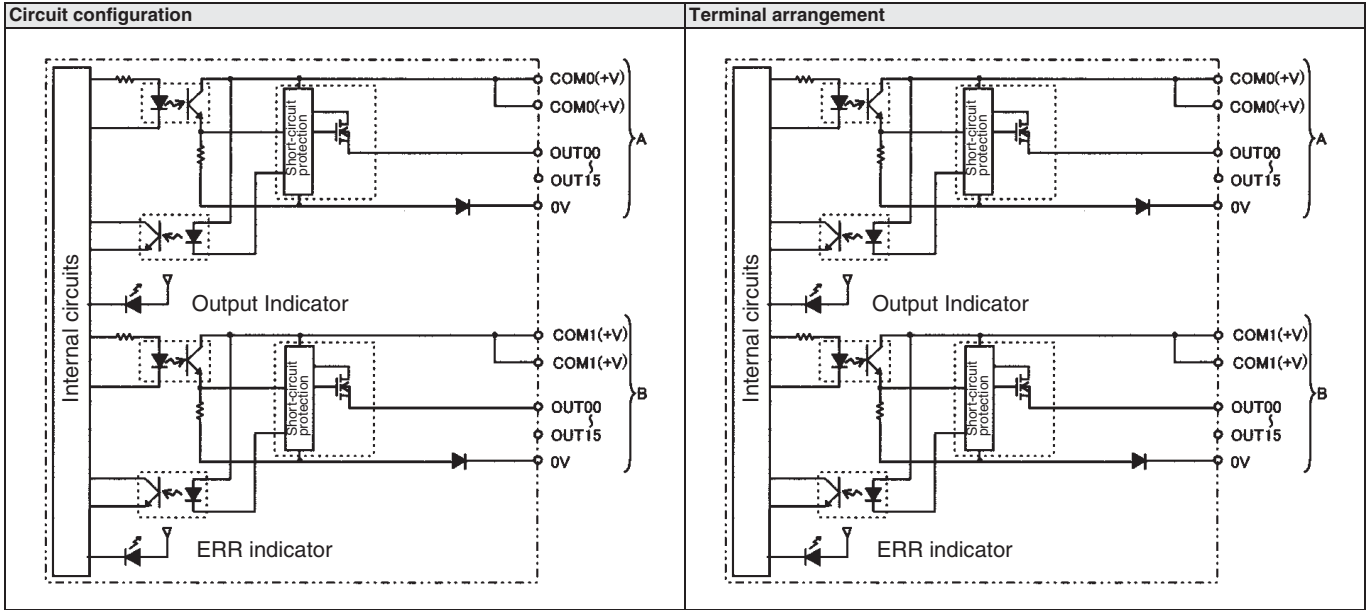 Circuit configuration
Terminal arrangement
COM0(+V)
COM0(+V)
Short-circuit
protection
A
OUT00
OUT15
0V
Internal circuits
Output Indicator
COM1(+V)
COM1(+V)
Short-circuit
protection
B
OUT00
OUT15
0V
ERR indicator
COM0(+V)
COM0(+V)
Short-circuit
protection
A
OUT00
OUT15
0V
Internal circuits
Output Indicator
COM1(+V)
COM1(+V)
Short-circuit
protection
B
OUT00
OUT15
0V
ERR indicator